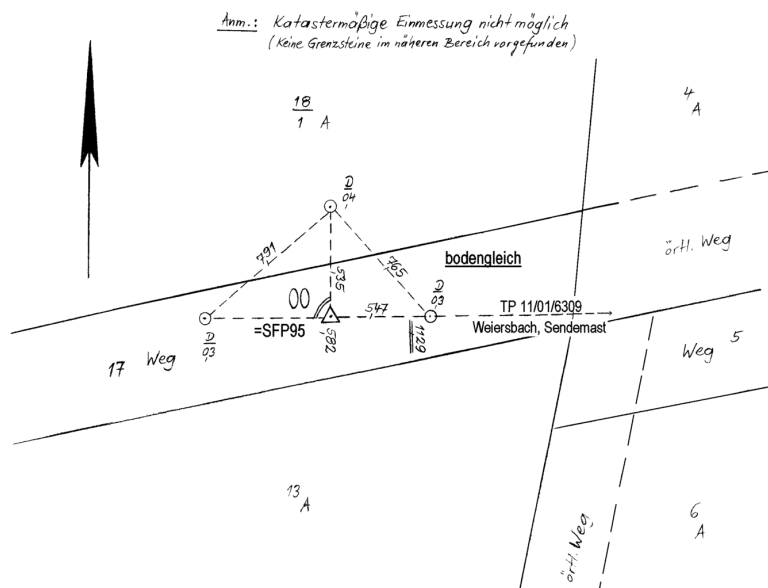 Anm.: Katastermäßige Einmessung nicht möglich
(Keine Grenzsteine im näheren Bereich vorgefunden)
18
1 A
4
A
D
04
791
765
535
bodengleich
örtl. Weg
00
D
03
547
TP 11/01/6309
D
03
=SFP95
582
1129
Weiersbach, Sendemast
17 Weg
Weg 5
13
A
6
A
örtl. Weg